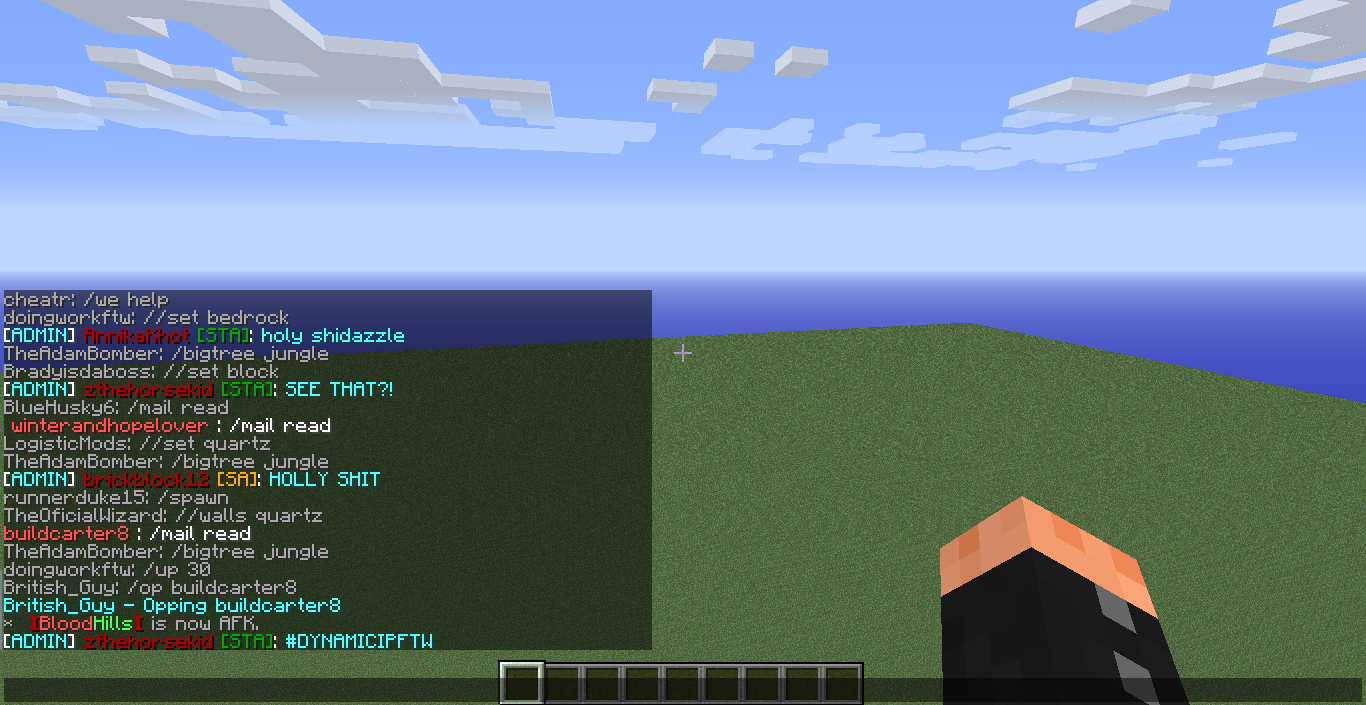 cheatr: /we help
doingworkftw: //set bedrock
[ADMIN] AnnikaKhot [STA]: holy shidazzle
TheAdamBomber: /bigtree jungle
Bradyisdaboss: //set block
[ADMIN] zthehorsekid [STA]: SEE THAT?!
BlueHusky6: /mail read
winterandhopelover : /mail read
LogisticMods: //set quartz
TheAdamBomber: /bigtree jungle
[ADMIN] brickblock12 [SA]: HOLLY SHIT
runnerduke15: /spawn
TheOficialWizard: //walls quartz
buildcarter8 : /mail read
TheAdamBomber: /bigtree jungle
doingworkftw: /up 30
British_Guy: /op buildcarter8
British_Guy - Opping buildcarter8
* IBloodHillsI is now AFK.
[ADMIN] zthehorsekid [STA]: #DYNAMICIPFTW